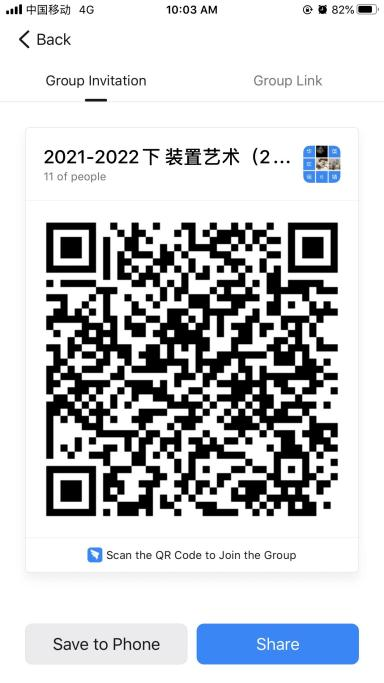 中国移动 4G 10:03 AM 82%
Back
Group Invitation Group Link
2021-2022下 装置艺术（2...
11 of people
Scan the QR Code to Join the Group
Save to Phone Share